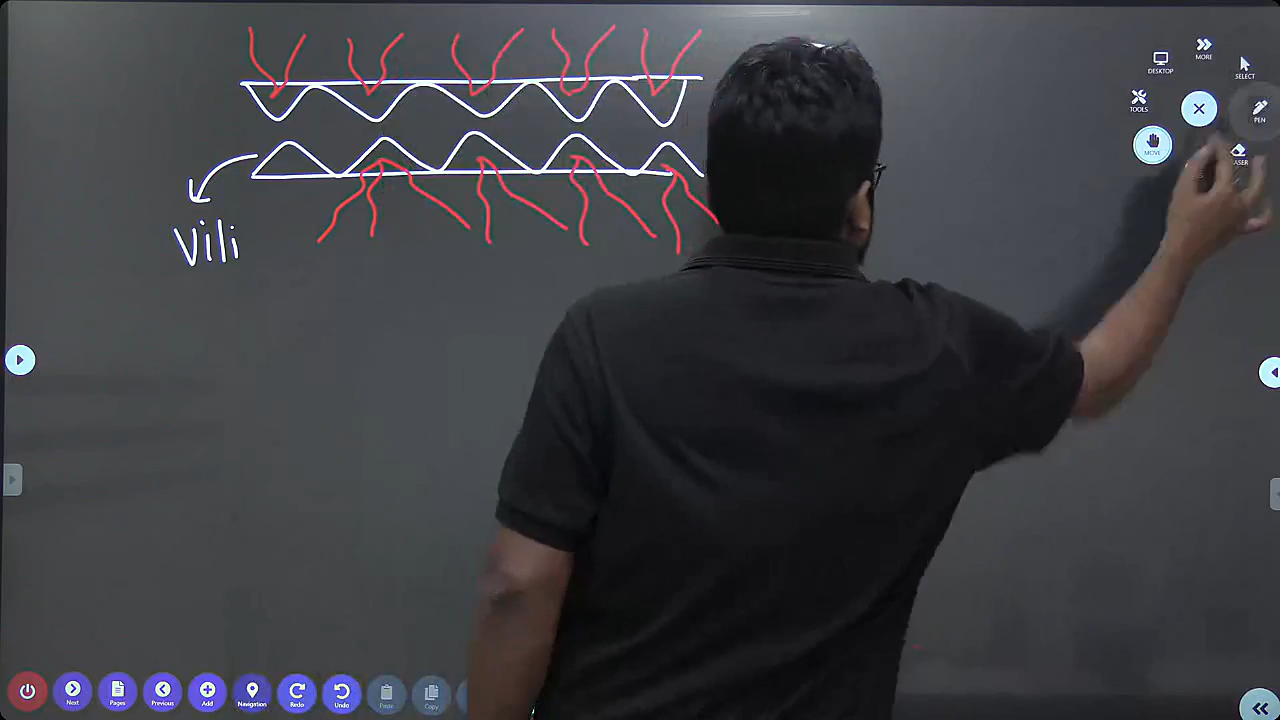 MORE
DESKTOP
SELECT
TOOLS
PEN
MOVE
Vili
Next
Pages
Previous
Add
Navigation
Redo
Undo
Paste
Copy